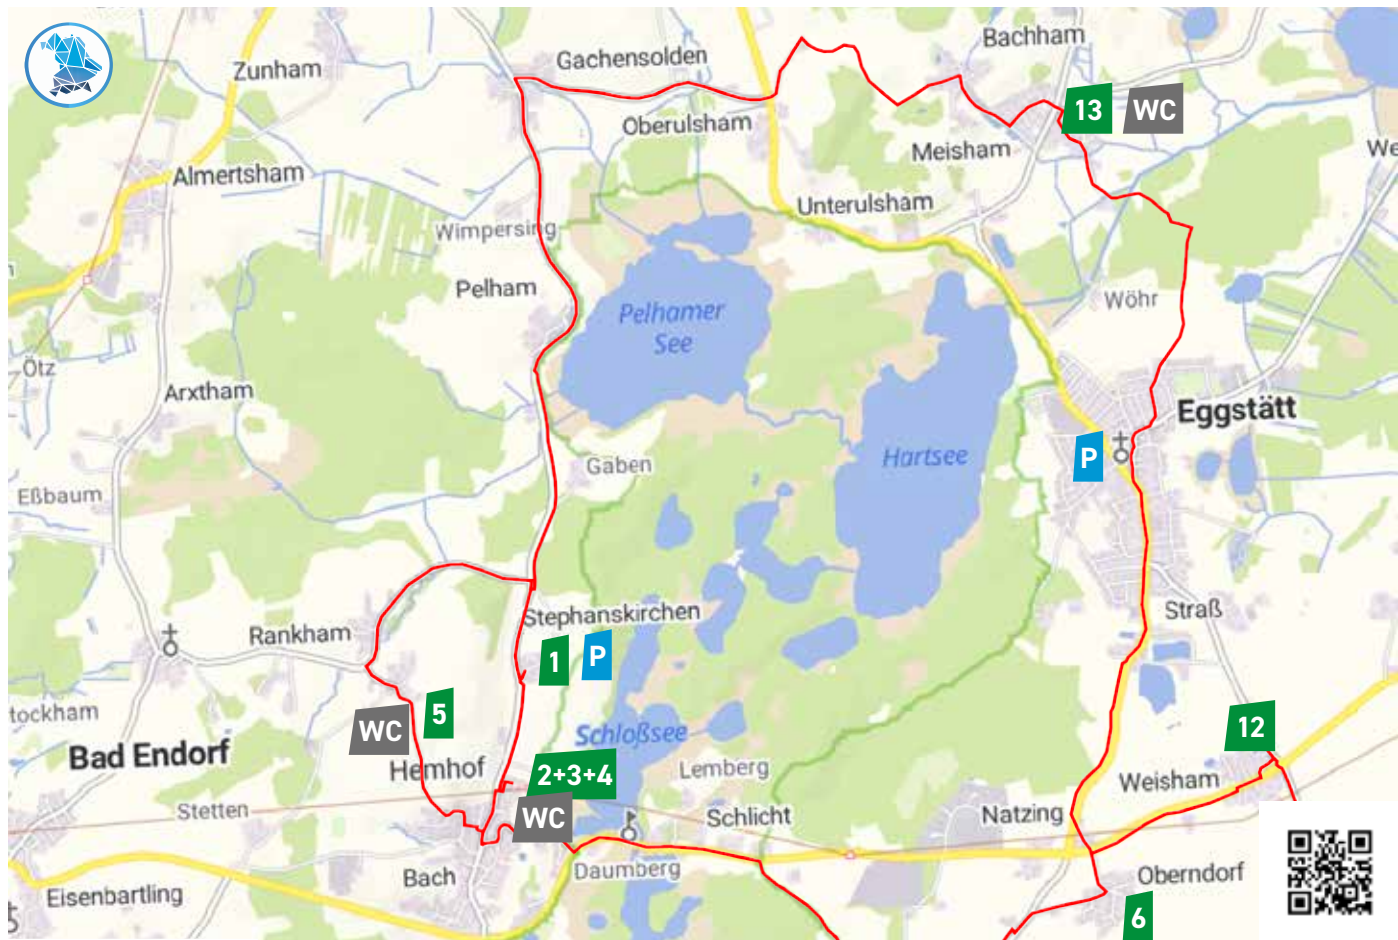 Bachham
Gachensolden
Zunham
13
WC
Oberulsham
Meisham
We
Almertsham
Unterulsham
Wimpersing
Pelham
Wöhr
Pelhamer
See
Ötz
Arxtham
Eggstätt
P
Hartsee
Gaben
Eßbaum
Stephanskirchen
Straß
Rankham
1
P
tockham
WC
5
12
Schloßsee
Bad Endorf
Hemhof
2+3+4
Lemberg
Weisham
Stetten
WC
Schlicht
Natzing
Bach
Daumberg
Oberndorf
Eisenbartling
6